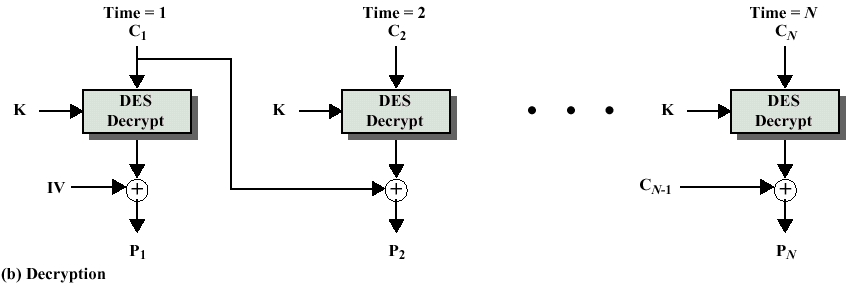 Time = 1 Time = 2 Time = N
C1 C2 CN
K DES Decrypt K DES Decrypt • • • K DES Decrypt
IV + + CN-1 +
P1 P2 PN
(b) Decryption